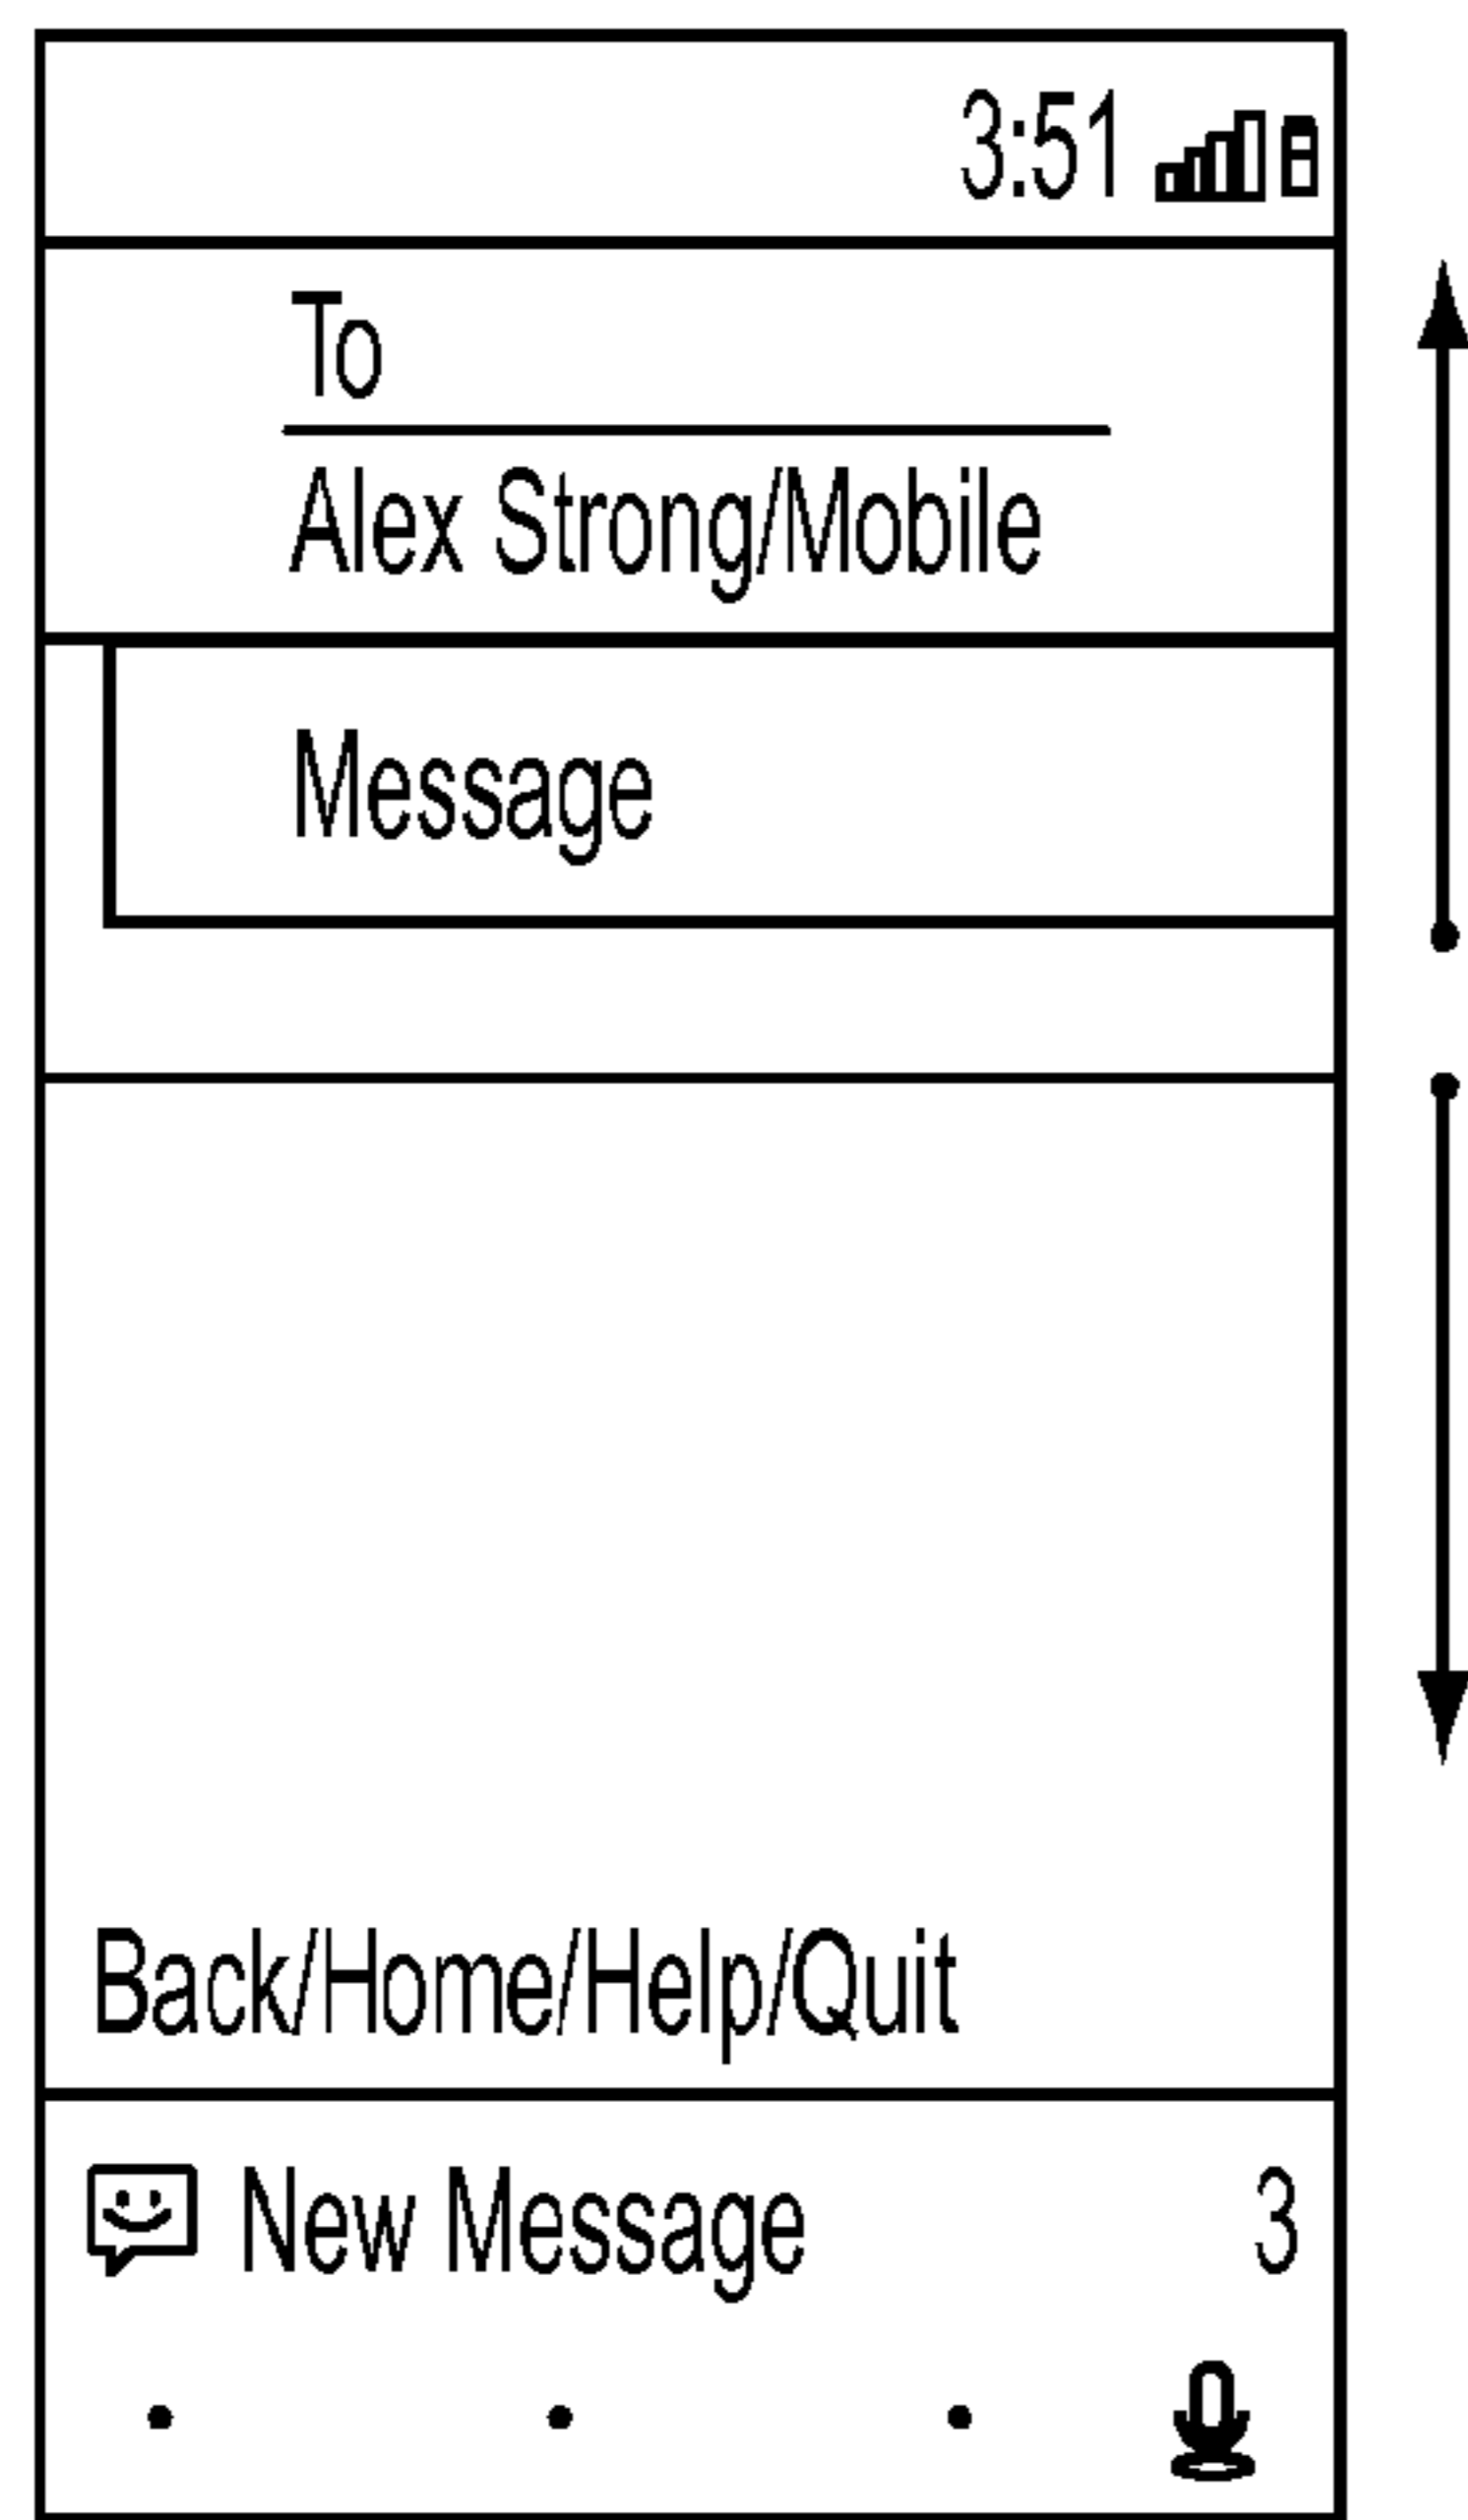 3:51
To
Alex Strong/Mobile
Message
Back/Home/Help/Quit
New Message 3